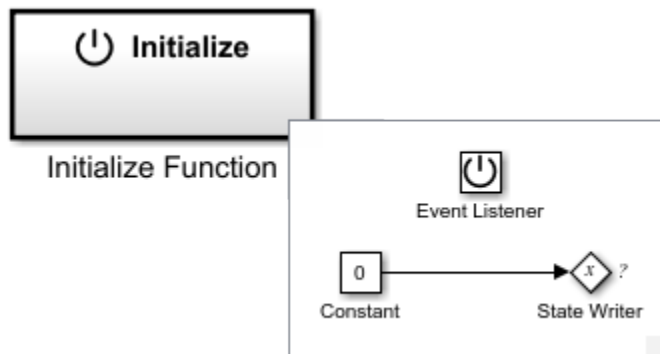 Initialize
Initialize Function
Event Listener
0
x ?
Constant
State Writer